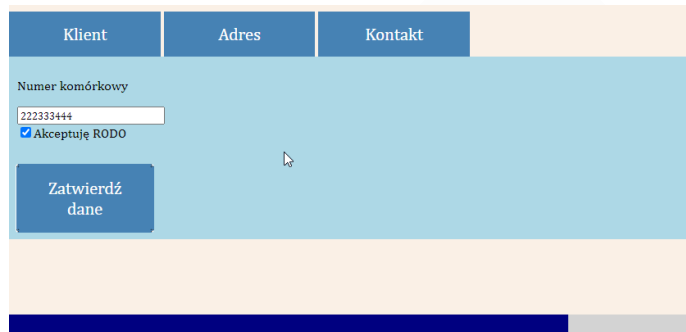 Klient Adres Kontakt
Numer komórkowy
222333444
Akceptuję RODO
Zatwierdź
dane